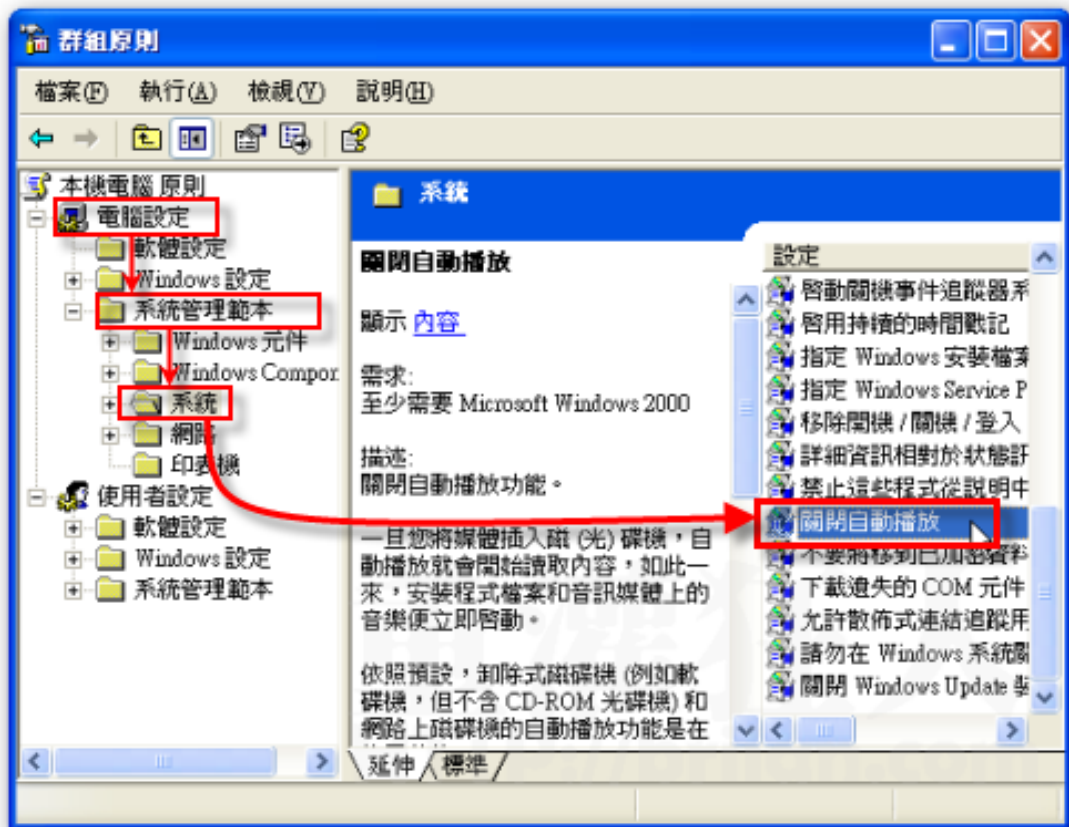 群組原則
檔案(F) 執行(A) 檢視(V) 說明(H)
本機電腦 原則
電腦設定
軟體設定
Windows 設定
系統管理範本
Windows 元件
Windows Compor
系統
網路
印表機
使用者設定
軟體設定
Windows 設定
系統管理範本
系統
關閉自動播放
顯示 內容
需求:
至少需要 Microsoft Windows 2000
描述:
關閉自動播放功能。
一旦您將媒體插入磁 (光) 碟機，自
動播放就會開始讀取內容，如此一
來，安裝程式檔案和音訊媒體上的
音樂便立即啓動。
依照預設，卸除式磁碟機 (例如軟
碟機，但不含 CD-ROM 光碟機) 和
網路上磁碟機的自動播放功能是在
設定
啓動關機事件追蹤器系
啓用持續的時間戳記
指定 Windows 安裝檔案
指定 Windows Service P
移除開機 / 關機 / 登入
詳細資訊相對於狀態訊
禁止這些程式從說明中
關閉自動播放
不要將移到已加密資料
下載遺失的 COM 元件
允許散佈式連結追蹤用
請勿在 Windows 系統關
關閉 Windows Update 裝
延伸 標準